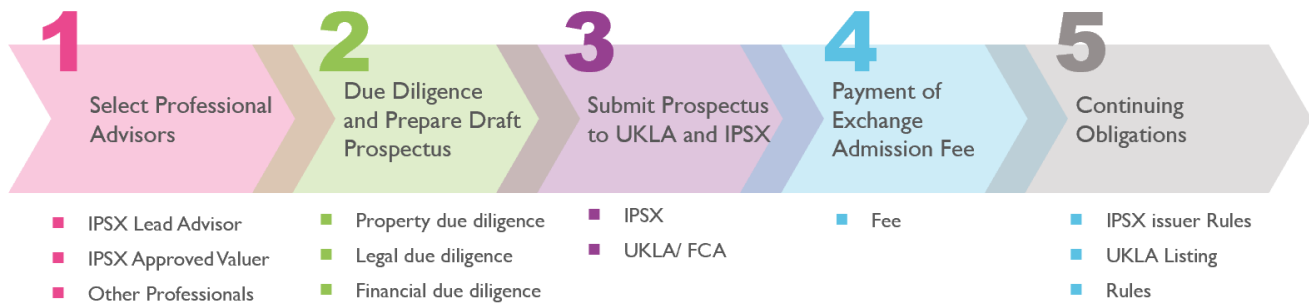 1
Select Professional
Advisors
IPSX Lead Advisor
IPSX Approved Valuer
Other Professionals
2
Due Diligence
and Prepare Draft
Prospectus
Property due diligence
Legal due diligence
Financial due diligence
3
Submit Prospectus
to UKLA and IPSX
IPSX
UKLA/ FCA
4
Payment of
Exchange
Admission Fee
Fee
5
Continuing
Obligations
IPSX issuer Rules
UKLA Listing
Rules